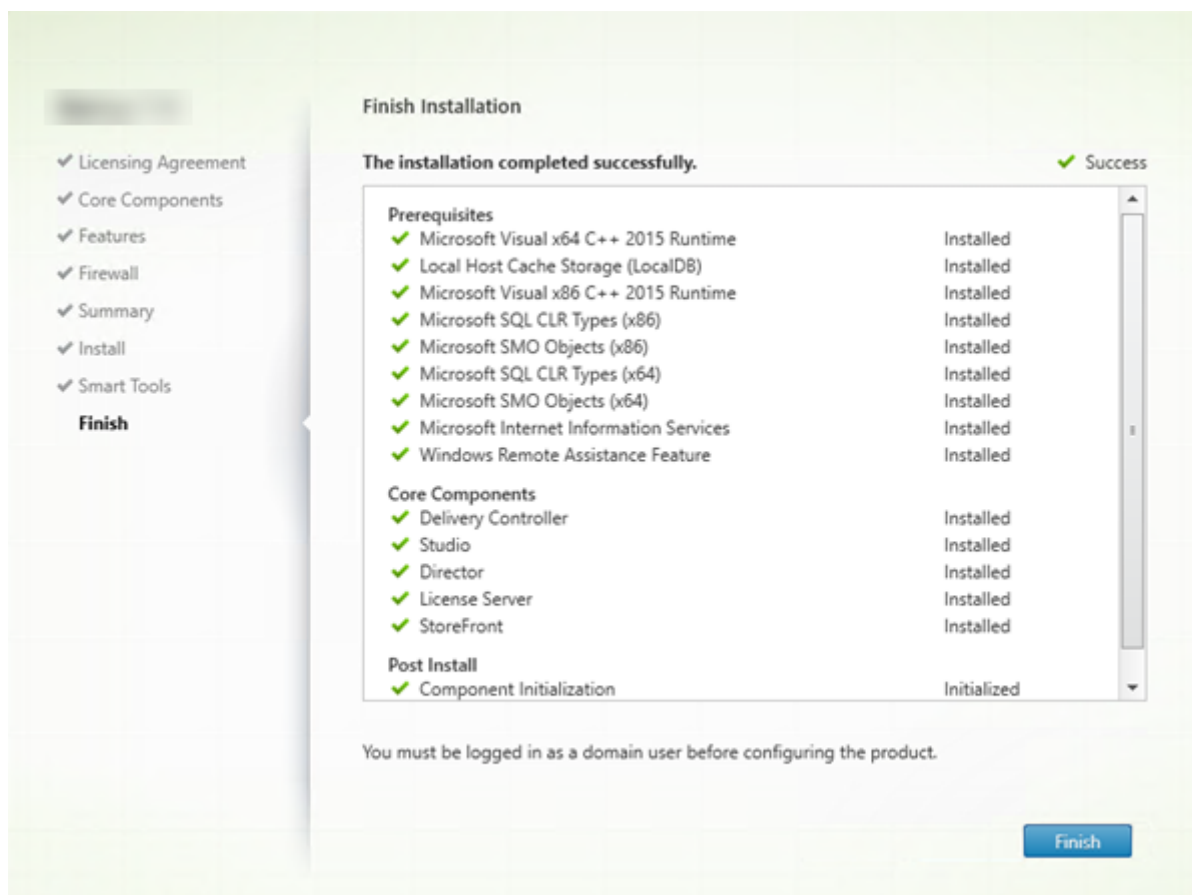 Finish Installation
Licensing Agreement
Core Components
Features
Firewall
Summary
Install
Smart Tools
Finish
The installation completed successfully. Success
Prerequisites
Microsoft Visual x64 C++ 2015 Runtime Installed
Local Host Cache Storage (LocalDB) Installed
Microsoft Visual x86 C++ 2015 Runtime Installed
Microsoft SQL CLR Types (x86) Installed
Microsoft SMO Objects (x86) Installed
Microsoft SQL CLR Types (x64) Installed
Microsoft SMO Objects (x64) Installed
Microsoft Internet Information Services Installed
Windows Remote Assistance Feature Installed
Core Components
Delivery Controller Installed
Studio Installed
Director Installed
License Server Installed
StoreFront Installed
Post Install
Component Initialization Initialized
You must be logged in as a domain user before configuring the product.
Finish